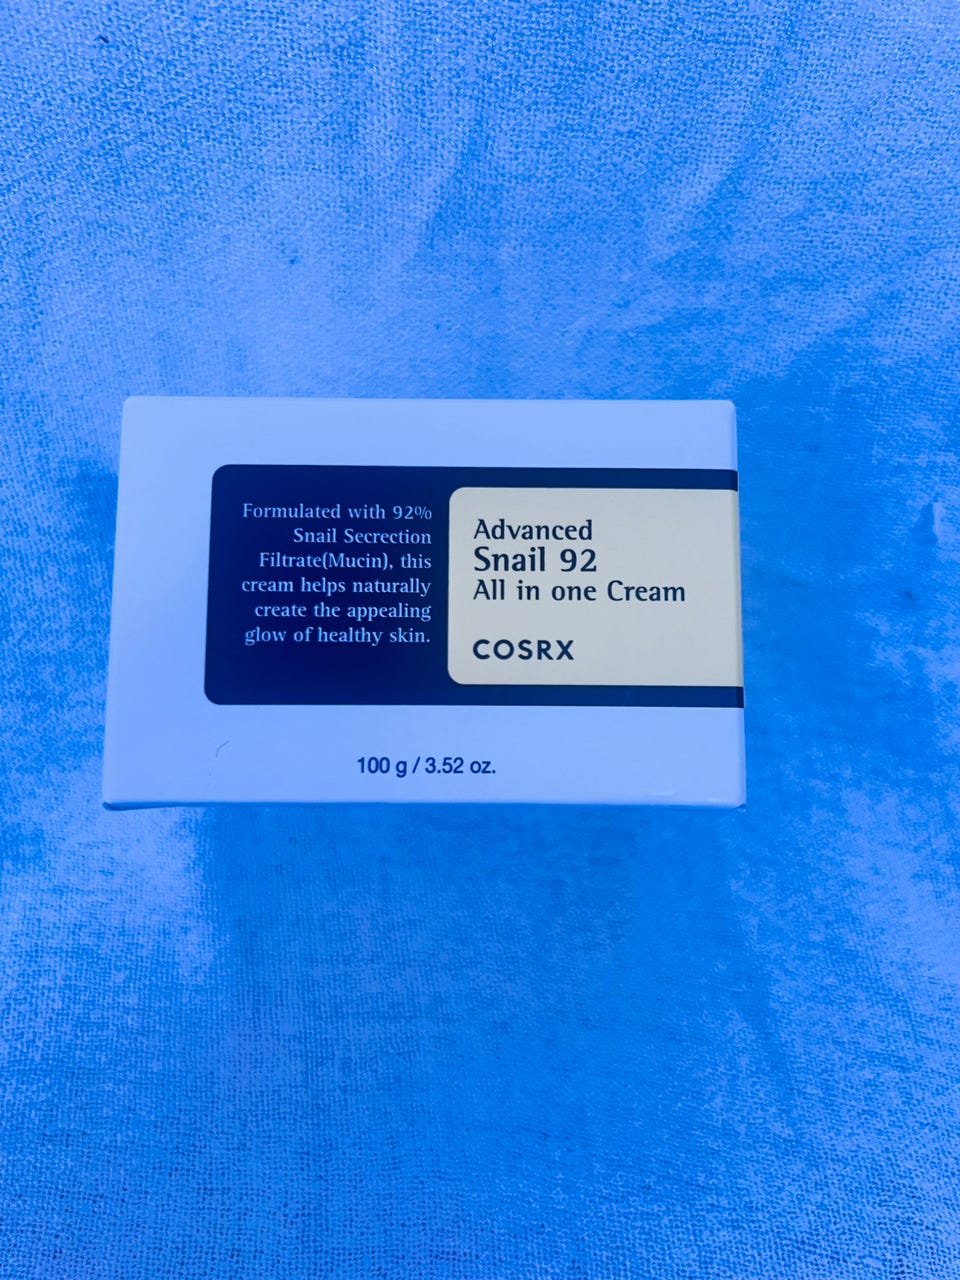 Formulated with 92%
Snail Secrection
Filtrate(Mucin), this
cream helps naturally
create the appealing
glow of healthy skin.
Advanced
Snail 92
All in one Cream
COSRX
100 g / 3.52 oz.